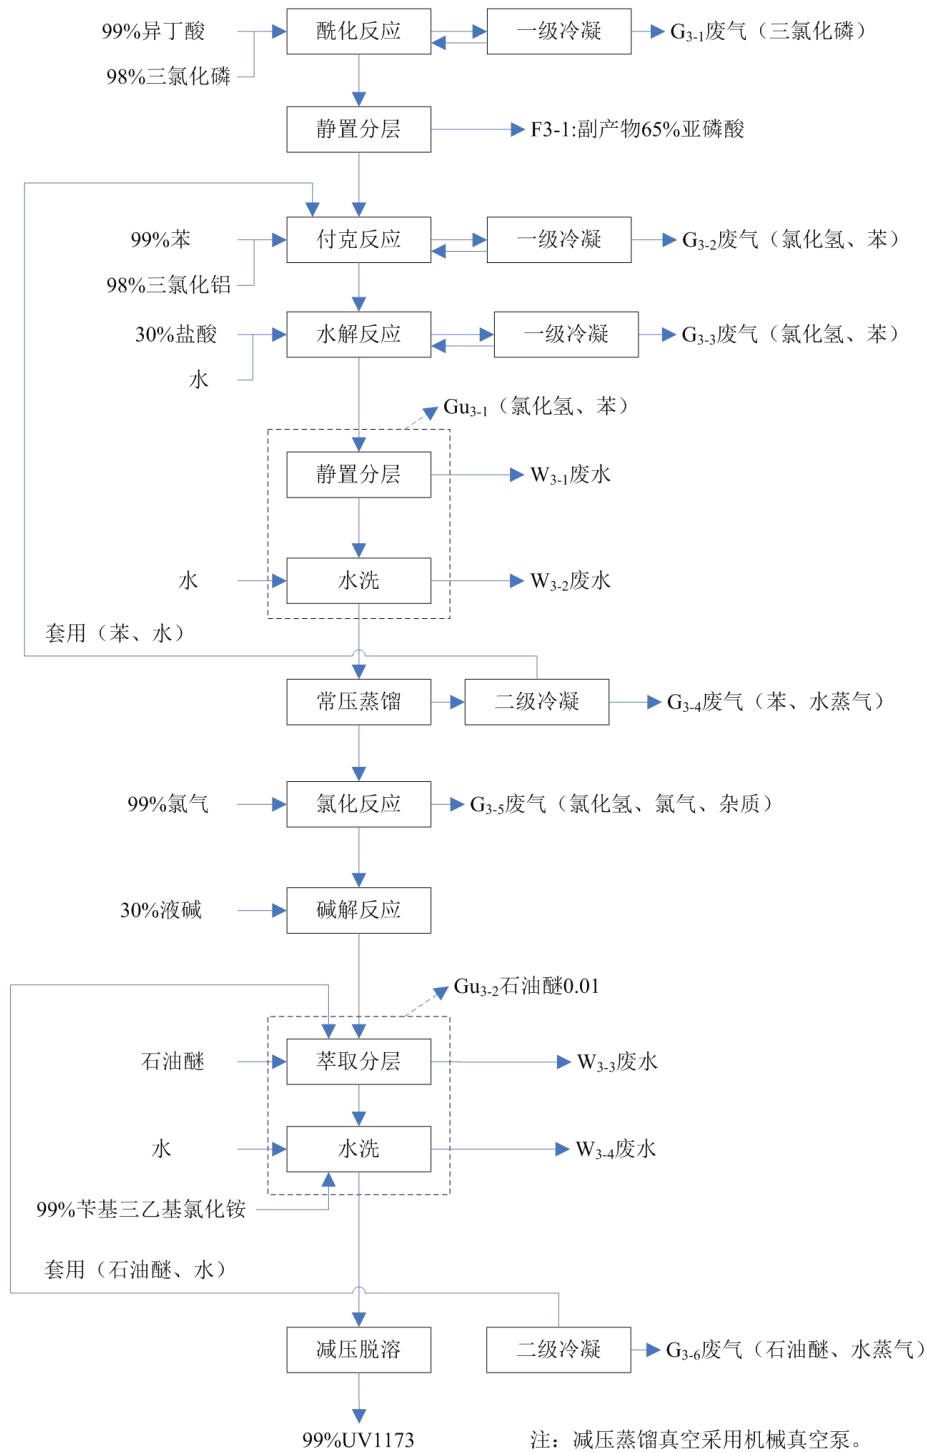 99%异丁酸
酰化反应
一级冷凝
G3-1废气（三氯化磷）
98%三氯化磷
静置分层
F3-1:副产物65%亚磷酸
99%苯
付克反应
一级冷凝
G3-2废气（氯化氢、苯）
98%三氯化铝
30%盐酸
水解反应
一级冷凝
G3-3废气（氯化氢、苯）
水
Gu3-1（氯化氢、苯）
静置分层
W3-1废水
水
水洗
W3-2废水
套用（苯、水）
常压蒸馏
二级冷凝
G3-4废气（苯、水蒸气）
99%氯气
氯化反应
G3-5废气（氯化氢、氯气、杂质）
30%液碱
碱解反应
Gu3-2石油醚0.01
石油醚
萃取分层
W3-3废水
水
水洗
W3-4废水
99%苄基三乙基氯化铵
套用（石油醚、水）
减压脱溶
二级冷凝
G3-6废气（石油醚、水蒸气）
99%UV1173
注：减压蒸馏真空采用机械真空泵。